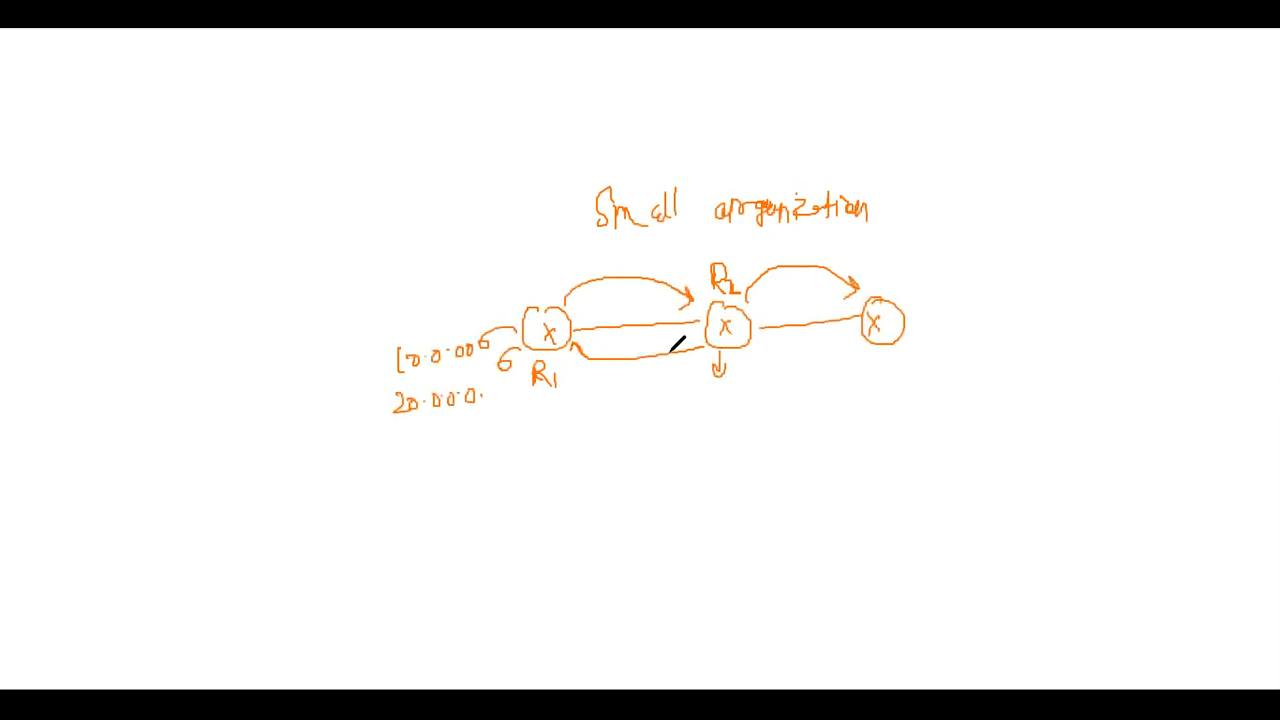 Small organization
R2
X X X
10.0.0.0
R1
20.0.0.0.